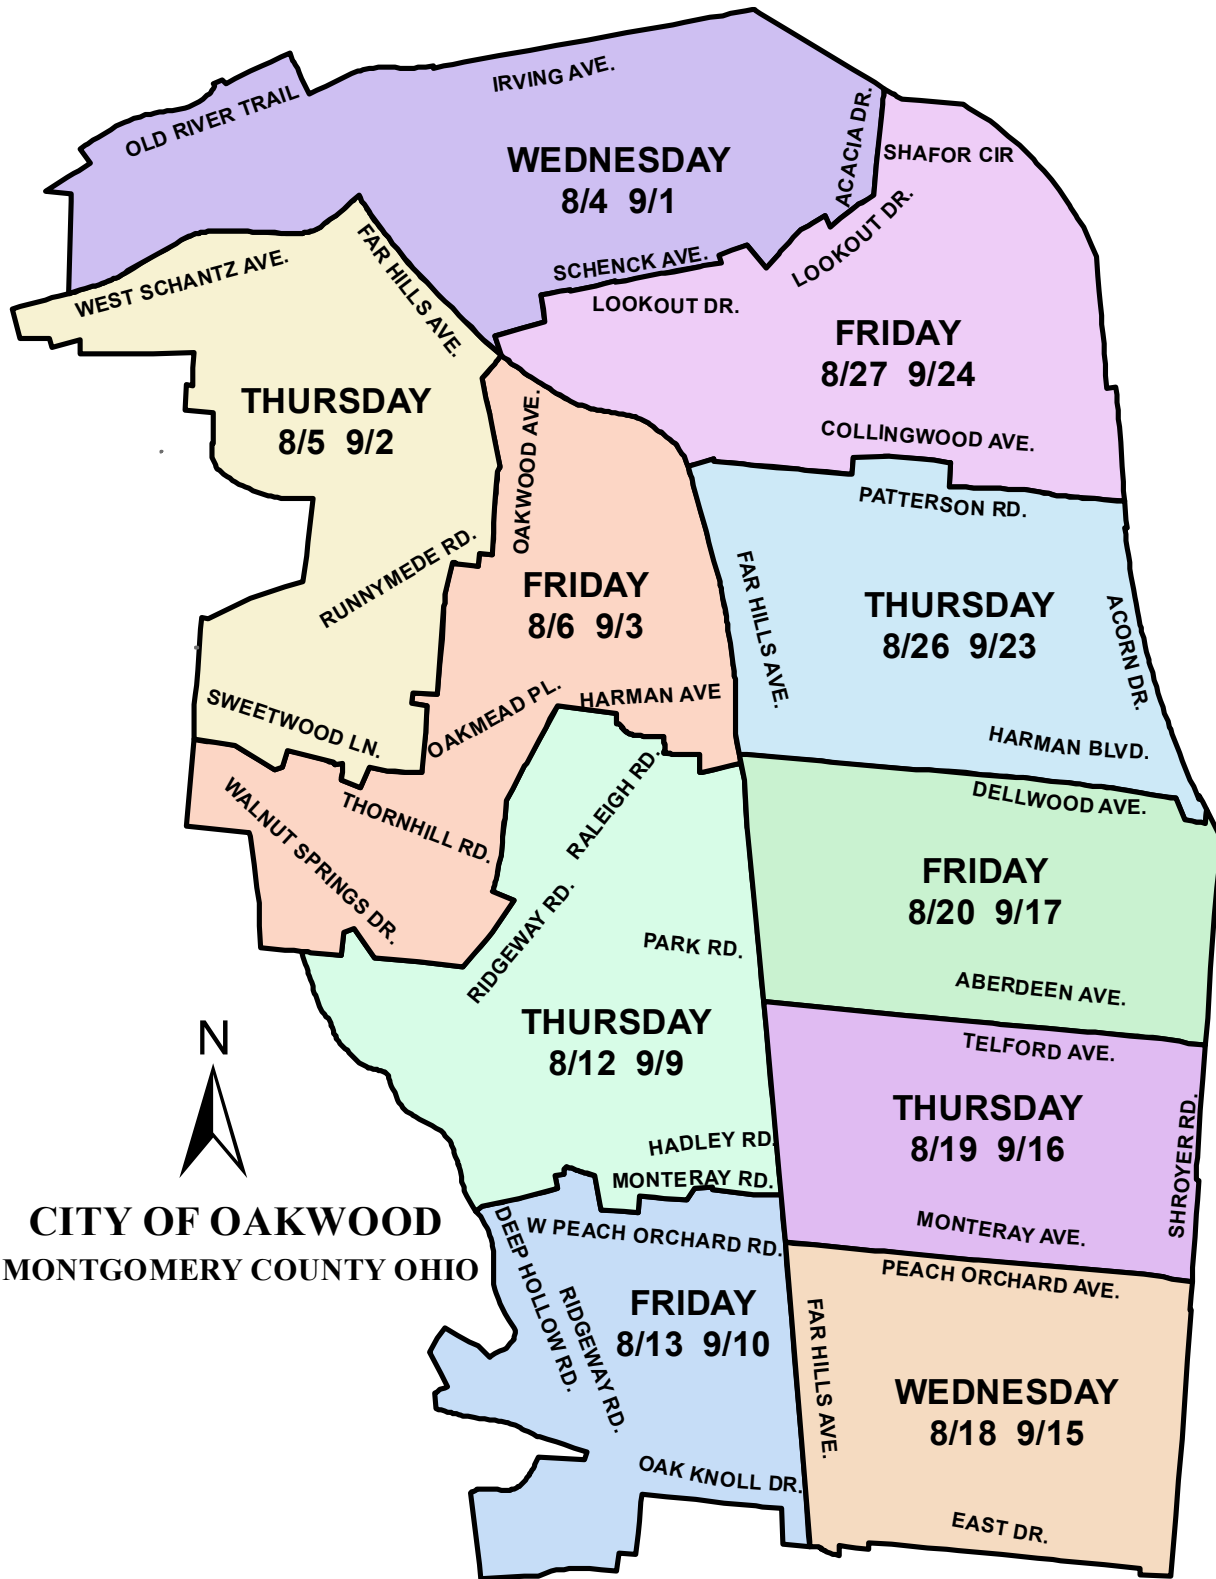 IRVING AVE.
OLD RIVER TRAIL
ACACIA DR.
SHAFOR CIR
WEDNESDAY
8/4 9/1
LOOKOUT DR.
SCHENCK AVE.
FAR HILLS AVE.
WEST SCHANTZ AVE.
LOOKOUT DR.
FRIDAY
8/27 9/24
THURSDAY
8/5 9/2
OAKWOOD AVE.
COLLINGWOOD AVE.
PATTERSON RD.
RUNNYMEDE RD.
FRIDAY
8/6 9/3
FAR HILLS AVE.
THURSDAY
8/26 9/23
ACORN DR.
SWEETWOOD LN.
OAKMEAD PL.
HARMAN AVE
HARMAN BLVD.
WALNUT SPRINGS DR.
THORNHILL RD.
RALEIGH RD.
DELLWOOD AVE.
FRIDAY
8/20 9/17
RIDGEWAY RD.
PARK RD.
ABERDEEN AVE.
THURSDAY
8/12 9/9
TELFORD AVE.
N
THURSDAY
8/19 9/16
SHROYER RD.
HADLEY RD.
MONTERAY RD.
CITY OF OAKWOOD
MONTGOMERY COUNTY OHIO
W PEACH ORCHARD RD.
MONTERAY AVE.
PEACH ORCHARD AVE.
DEEP HOLLOW RD.
RIDGEWAY RD.
FRIDAY
8/13 9/10
FAR HILLS AVE.
WEDNESDAY
8/18 9/15
OAK KNOLL DR.
EAST DR.